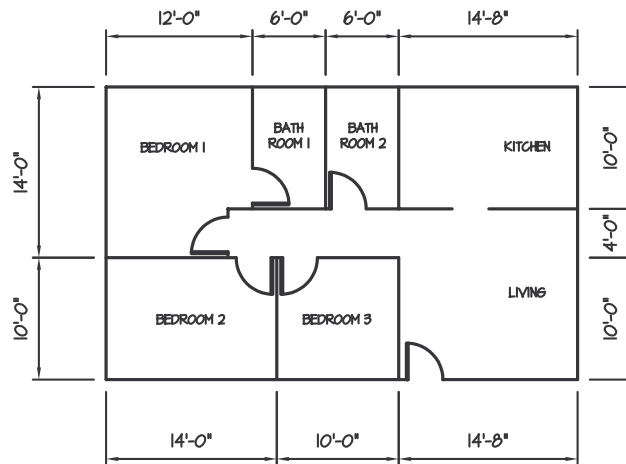 12'-0" 6'-0" 6'-0" 14'-8"
BATH
ROOM 1
BATH
ROOM 2
BEDROOM 1
KITCHEN
14'-0"
10'-0"
4'-0"
LIVING
BEDROOM 2
BEDROOM 3
10'-0"
10'-0"
14'-0" 10'-0" 14'-8"